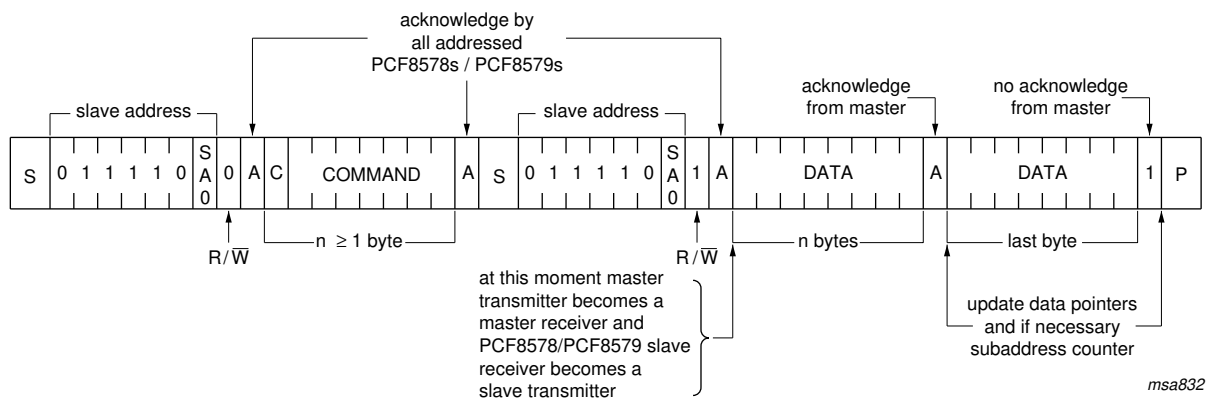 acknowledge by
all addressed
PCF8578s / PCF8579s
acknowledge
from master
no acknowledge
from master
slave address
slave address
S 0 1 1 1 1 0 SA0 0 A C COMMAND A S 0 1 1 1 1 0 SA0 1 A DATA A DATA 1 P
R/W̅
n ≥ 1 byte
R/W̅
n bytes
last byte
at this moment master
transmitter becomes a
master receiver and
PCF8578/PCF8579 slave
receiver becomes a
slave transmitter
update data pointers
and if necessary
subaddress counter
msa832